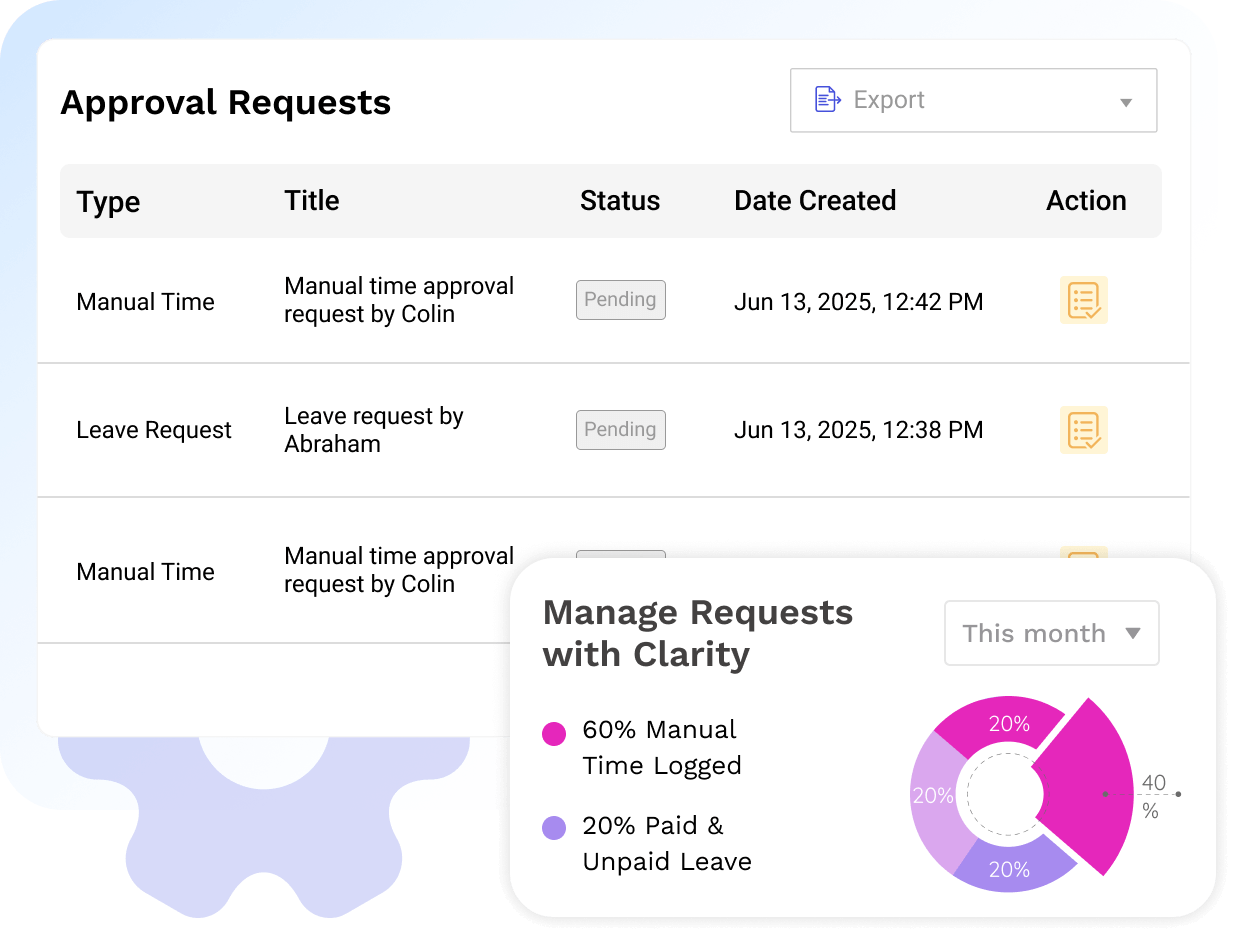 Approval Requests
Export
Type Title Status Date Created Action
Manual Time
Manual time approval
request by Colin
Pending
Jun 13, 2025, 12:42 PM
Leave Request
Leave request by
Abraham
Pending
Jun 13, 2025, 12:38 PM
Manual Time
Manual time approval
request by Colin
Manage Requests
with Clarity
This month
60% Manual
Time Logged
20% Paid &
Unpaid Leave
20%
40
%
20%
20%